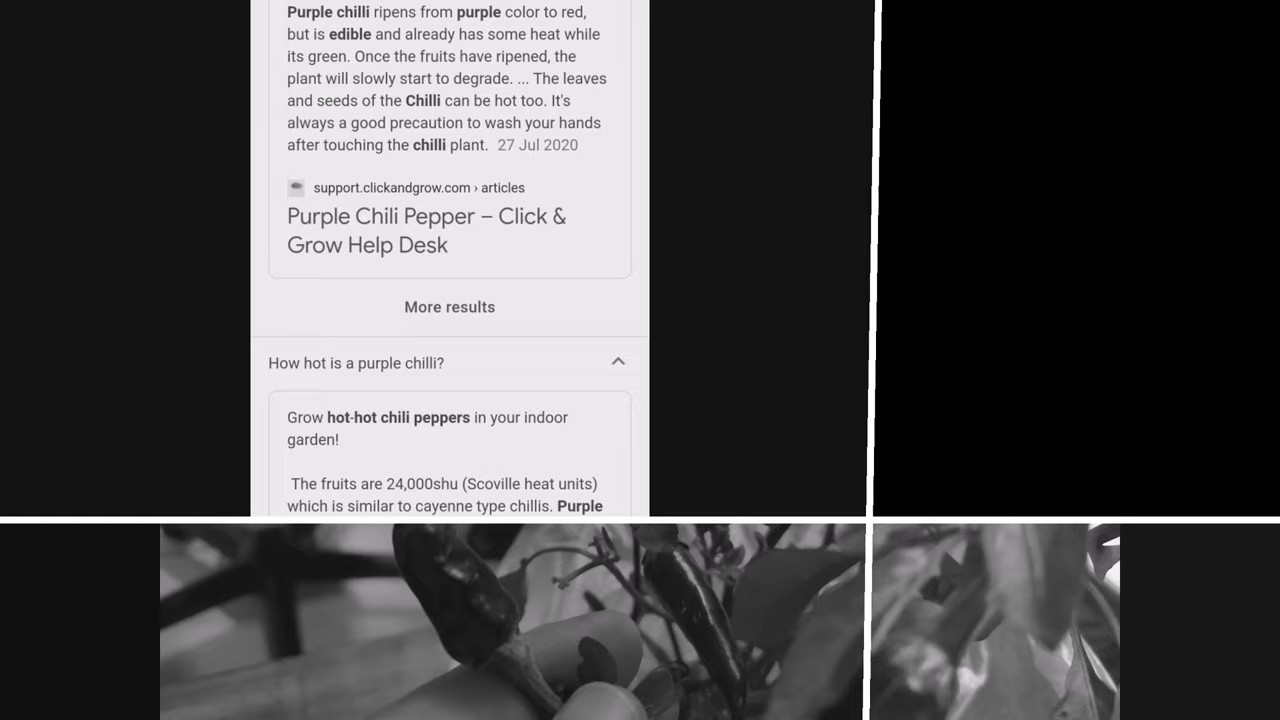 Purple chilli ripens from purple color to red,
but is edible and already has some heat while
its green. Once the fruits have ripened, the
plant will slowly start to degrade. ... The leaves
and seeds of the Chilli can be hot too. It's
always a good precaution to wash your hands
after touching the chilli plant. 27 Jul 2020
support.clickandgrow.com › articles
Purple Chili Pepper – Click &
Grow Help Desk
More results
How hot is a purple chilli?
Grow hot-hot chili peppers in your indoor
garden!
The fruits are 24,000shu (Scoville heat units)
which is similar to cayenne type chillis. Purple